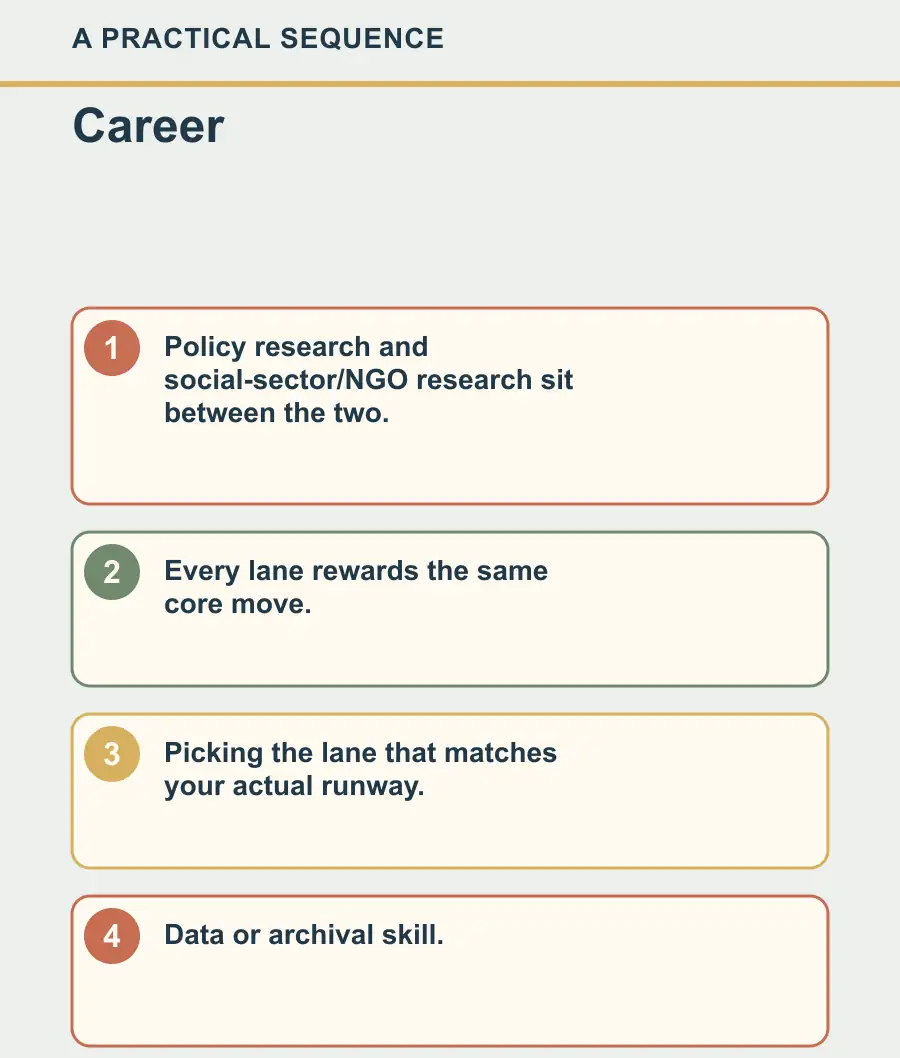 A PRACTICAL SEQUENCE
Career
1
Policy research and
social-sector/NGO research sit
between the two.
2
Every lane rewards the same
core move.
3
Picking the lane that matches
your actual runway.
4
Data or archival skill.